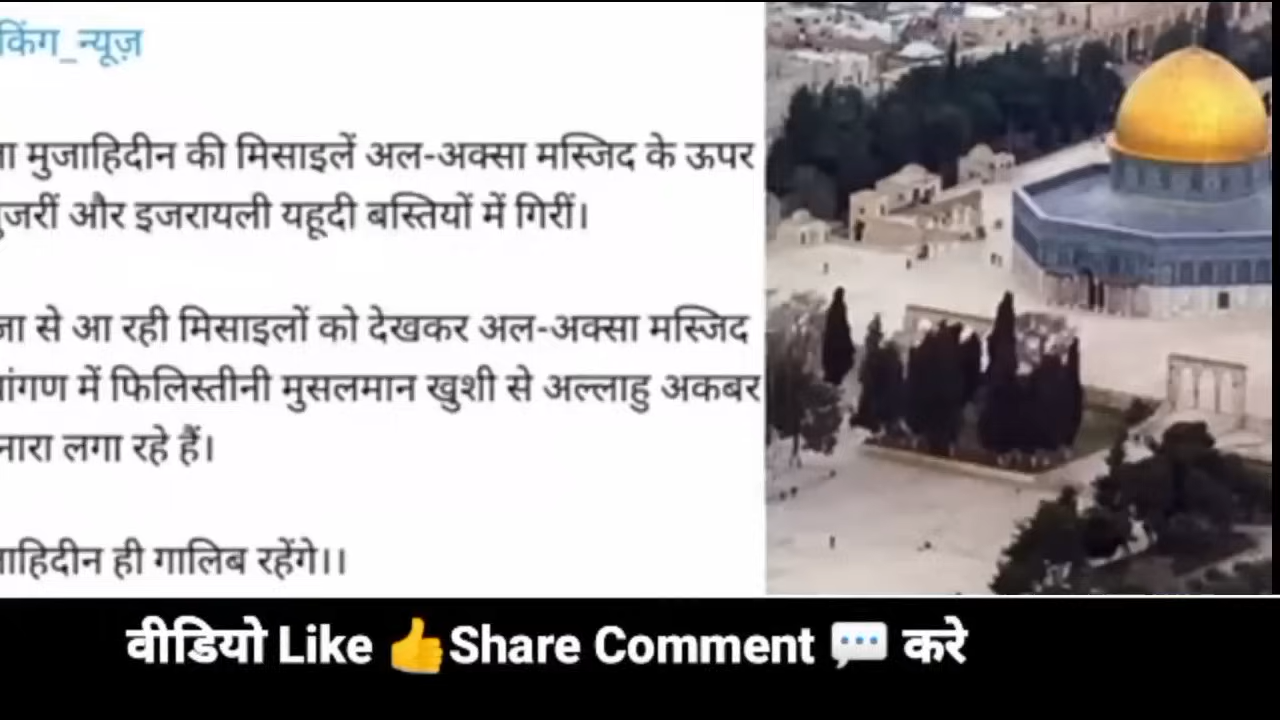 किंग_न्यूज़
मुजाहिदीन की मिसाइलें अल-अक्सा मस्जिद के ऊपर
और इजरायली यहूदी बस्तियों में गिरीं।
से आ रही मिसाइलों को देखकर अल-अक्सा मस्जिद
में फिलिस्तीनी मुसलमान खुशी से अल्लाहु अकबर
नारा लगा रहे हैं।
ही गालिब रहेंगे।।
वीडियो Like 👍Share Comment 💬 करे